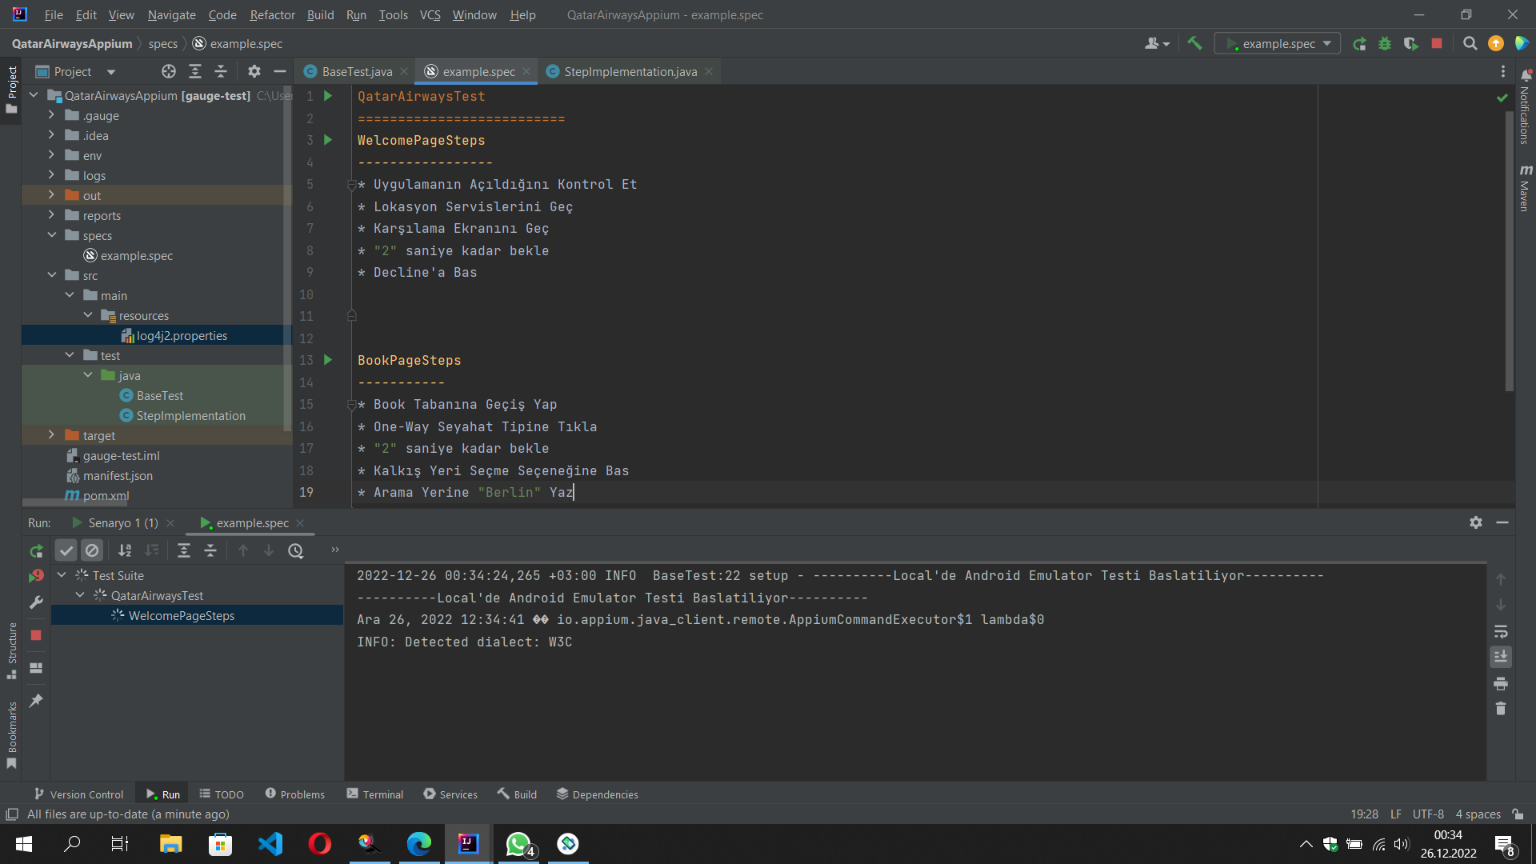 File Edit View Navigate Code Refactor Build Run Tools VCS Window Help QatarAirwaysAppium - example.spec
QatarAirwaysAppium specs example.spec example.spec
Project BaseTest.java example.spec StepImplementation.java
Project
Notifications
Maven
Structure
Bookmarks
QatarAirwaysAppium [gauge-test] C:\User
.gauge
.idea
env
logs
out
reports
specs
example.spec
src
main
resources
log4j2.properties
test
java
BaseTest
StepImplementation
target
gauge-test.iml
manifest.json
pom.xml
1 QatarAirwaysTest
2 ==========================
3 WelcomePageSteps
4 -----------------
5 * Uygulamanın Açıldığını Kontrol Et
6 * Lokasyon Servislerini Geç
7 * Karşılama Ekranını Geç
8 * "2" saniye kadar bekle
9 * Decline'a Bas
10
11
12
13 BookPageSteps
14 -----------
15 * Book Tabanına Geçiş Yap
16 * One-Way Seyahat Tipine Tıkla
17 * "2" saniye kadar bekle
18 * Kalkış Yeri Seçme Seçeneğine Bas
19 * Arama Yerine "Berlin" Yaz
Run: Senaryo 1 (1) example.spec
Test Suite
QatarAirwaysTest
WelcomePageSteps
2022-12-26 00:34:24,265 +03:00 INFO  BaseTest:22 setup - ----------Local'de Android Emulator Testi Baslatiliyor----------
----------Local'de Android Emulator Testi Baslatiliyor----------
Ara 26, 2022 12:34:41 �� io.appium.java_client.remote.AppiumCommandExecutor$1 lambda$0
INFO: Detected dialect: W3C
Version Control Run TODO Problems Terminal Services Build Dependencies
All files are up-to-date (a minute ago) 19:28 LF UTF-8 4 spaces
4
00:34
26.12.2022
8